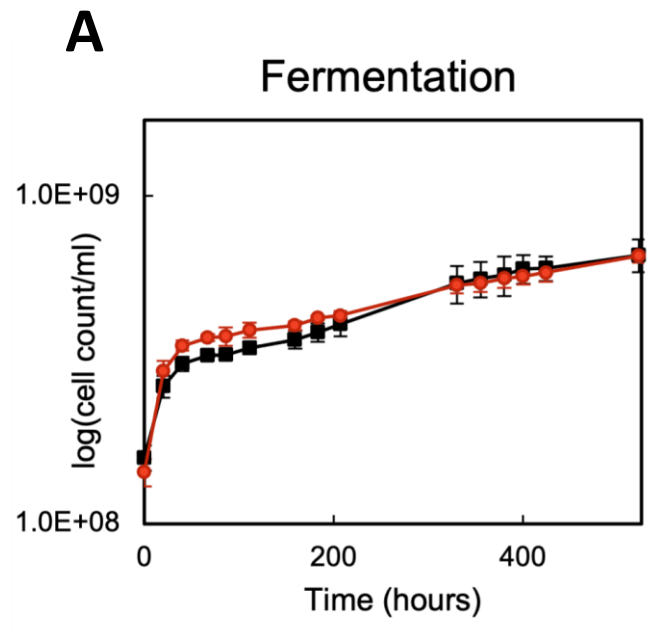 A
Fermentation
1.0E+09
log(cell count/ml)
1.0E+08
0 200 400
Time (hours)